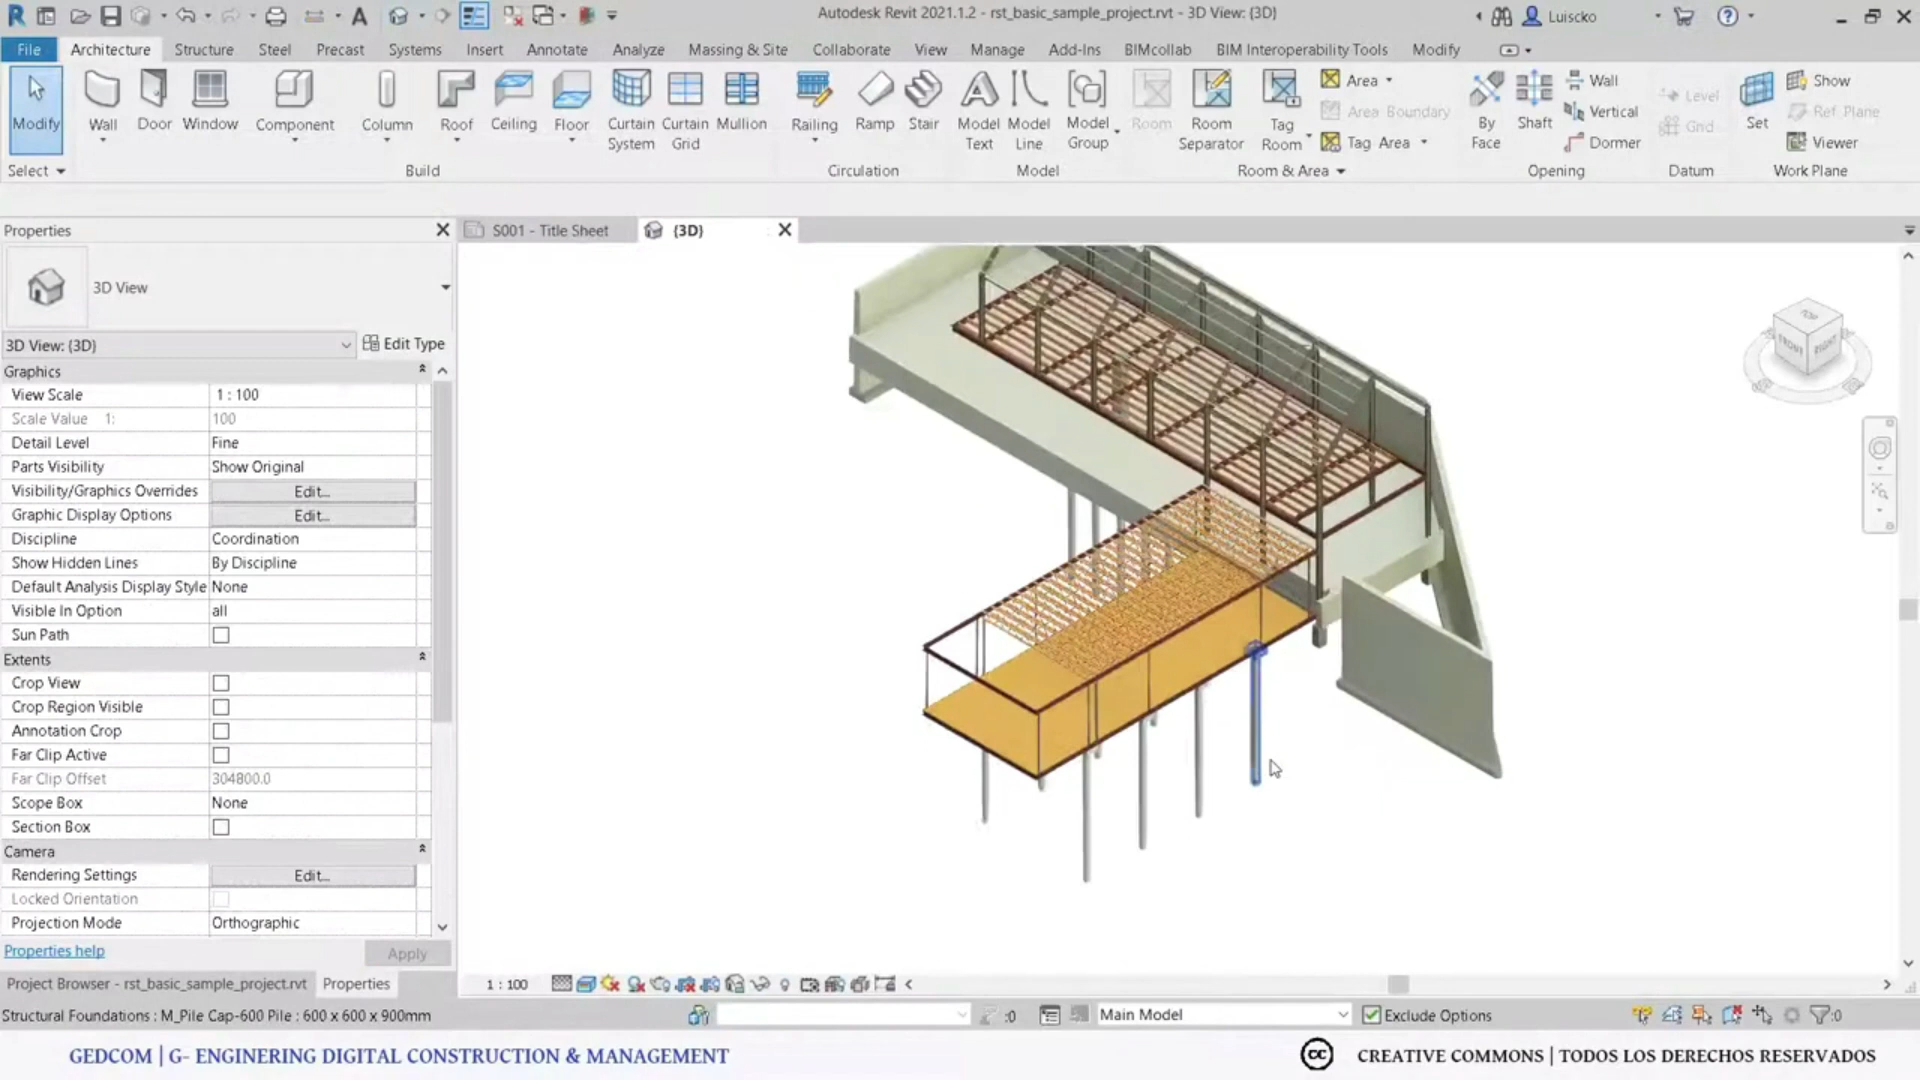 Autodesk Revit 2021.1.2 - rst_basic_sample_project.rvt - 3D View: {3D}
Luiscko
File Architecture Structure Steel Precast Systems Insert Annotate Analyze Massing & Site Collaborate View Manage Add-Ins BIMcollab BIM Interoperability Tools Modify
Modify Wall Door Window Component Column Roof Ceiling Floor Curtain System Curtain Grid Mullion Railing Ramp Stair Model Text Model Line Model Group Room Room Separator Tag Room
Area
Area Boundary
Tag Area
By Face Shaft
Wall
Vertical
Dormer
Level
Grid
Set
Show
Ref Plane
Viewer
Select Build Circulation Model Room & Area Opening Datum Work Plane
Properties
S001 - Title Sheet
{3D}
3D View
3D View: {3D} Edit Type
Graphics
View Scale 1 : 100
Scale Value 1: 100
Detail Level Fine
Parts Visibility Show Original
Visibility/Graphics Overrides Edit...
Graphic Display Options Edit...
Discipline Coordination
Show Hidden Lines By Discipline
Default Analysis Display Style None
Visible In Option all
Sun Path
Extents
Crop View
Crop Region Visible
Annotation Crop
Far Clip Active
Far Clip Offset 304800.0
Scope Box None
Section Box
Camera
Rendering Settings Edit...
Locked Orientation
Projection Mode Orthographic
Properties help Apply
TOP
FRONT RIGHT
Project Browser - rst_basic_sample_project.rvt Properties
1 : 100
Structural Foundations : M_Pile Cap-600 Pile : 600 x 600 x 900mm
:0 Main Model Exclude Options :0
GEDCOM | G- ENGINERING DIGITAL CONSTRUCTION & MANAGEMENT
cc CREATIVE COMMONS | TODOS LOS DERECHOS RESERVADOS